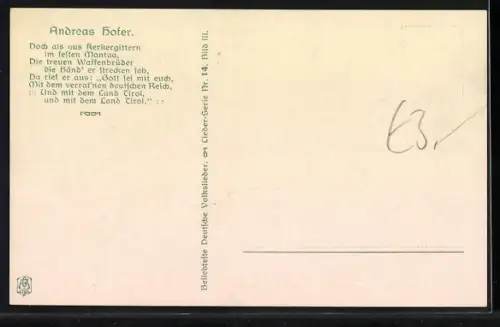 Andreas Hofer.
Doch als aus Kerkergittern
im festen Mantua,
Die treuen Waffenbrüder
die Händ' er strecken sah,
Da rief er aus: „Gott sei mit euch,
Mit dem verrat'nen deutschen Reich,
:: Und mit dem Land Tirol,
und mit dem Land Tirol." ::
Beliebteste Deutsche Volkslieder. Lieder-Serie Nr. 14. Bild III.
£3.-